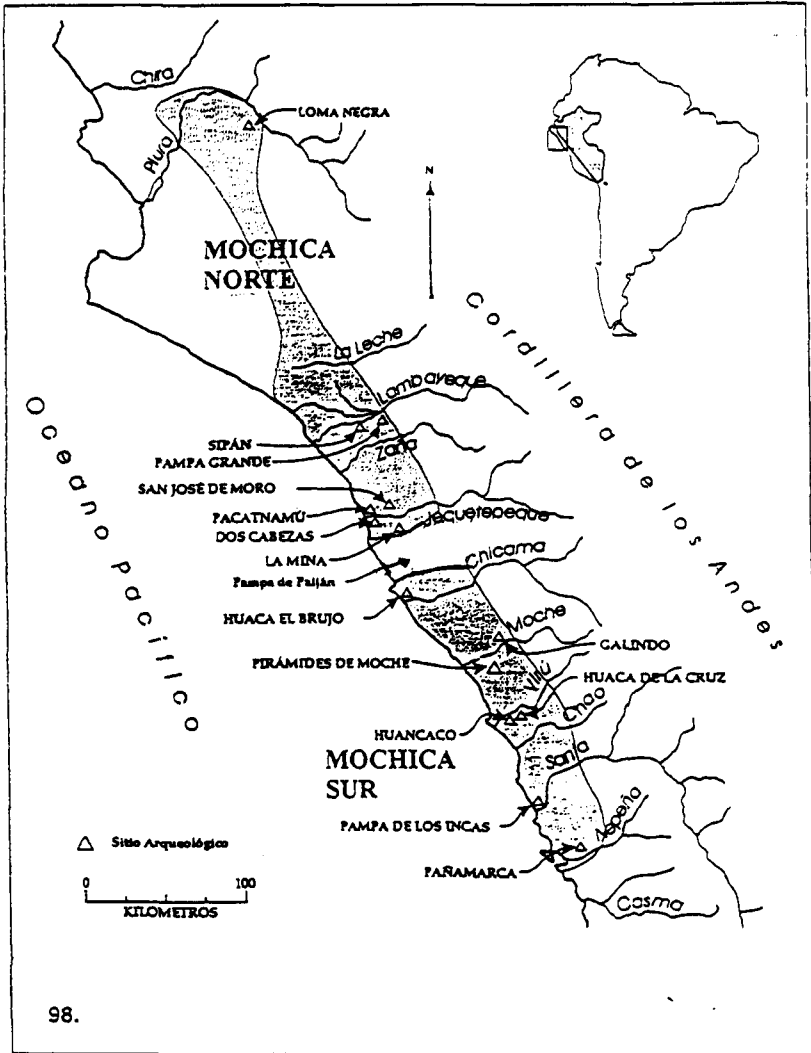 Chira
LOMA NEGRA
Piura
N
MOCHICA
NORTE
Cordillera de los Andes
La Leche
Lambayeque
Oceano pacifico
SIPÁN
Zaña
PAMPA GRANDE
SAN JOSÉ DE MORO
PACATNAMÚ
Jequetepeque
DOS CABEZAS
LA MINA
Chicama
Pampa de Paiján
HUACA EL BRUJO
Moche
GALINDO
PIRÁMIDES DE MOCHE
Virú
HUACA DE LA CRUZ
Chao
HUANCACO
MOCHICA
SUR
Santa
PAMPA DE LOS INCAS
Nepeña
Sitio Arqueológico
PAÑAMARCA
0 100
KILOMETROS
Casma
98.